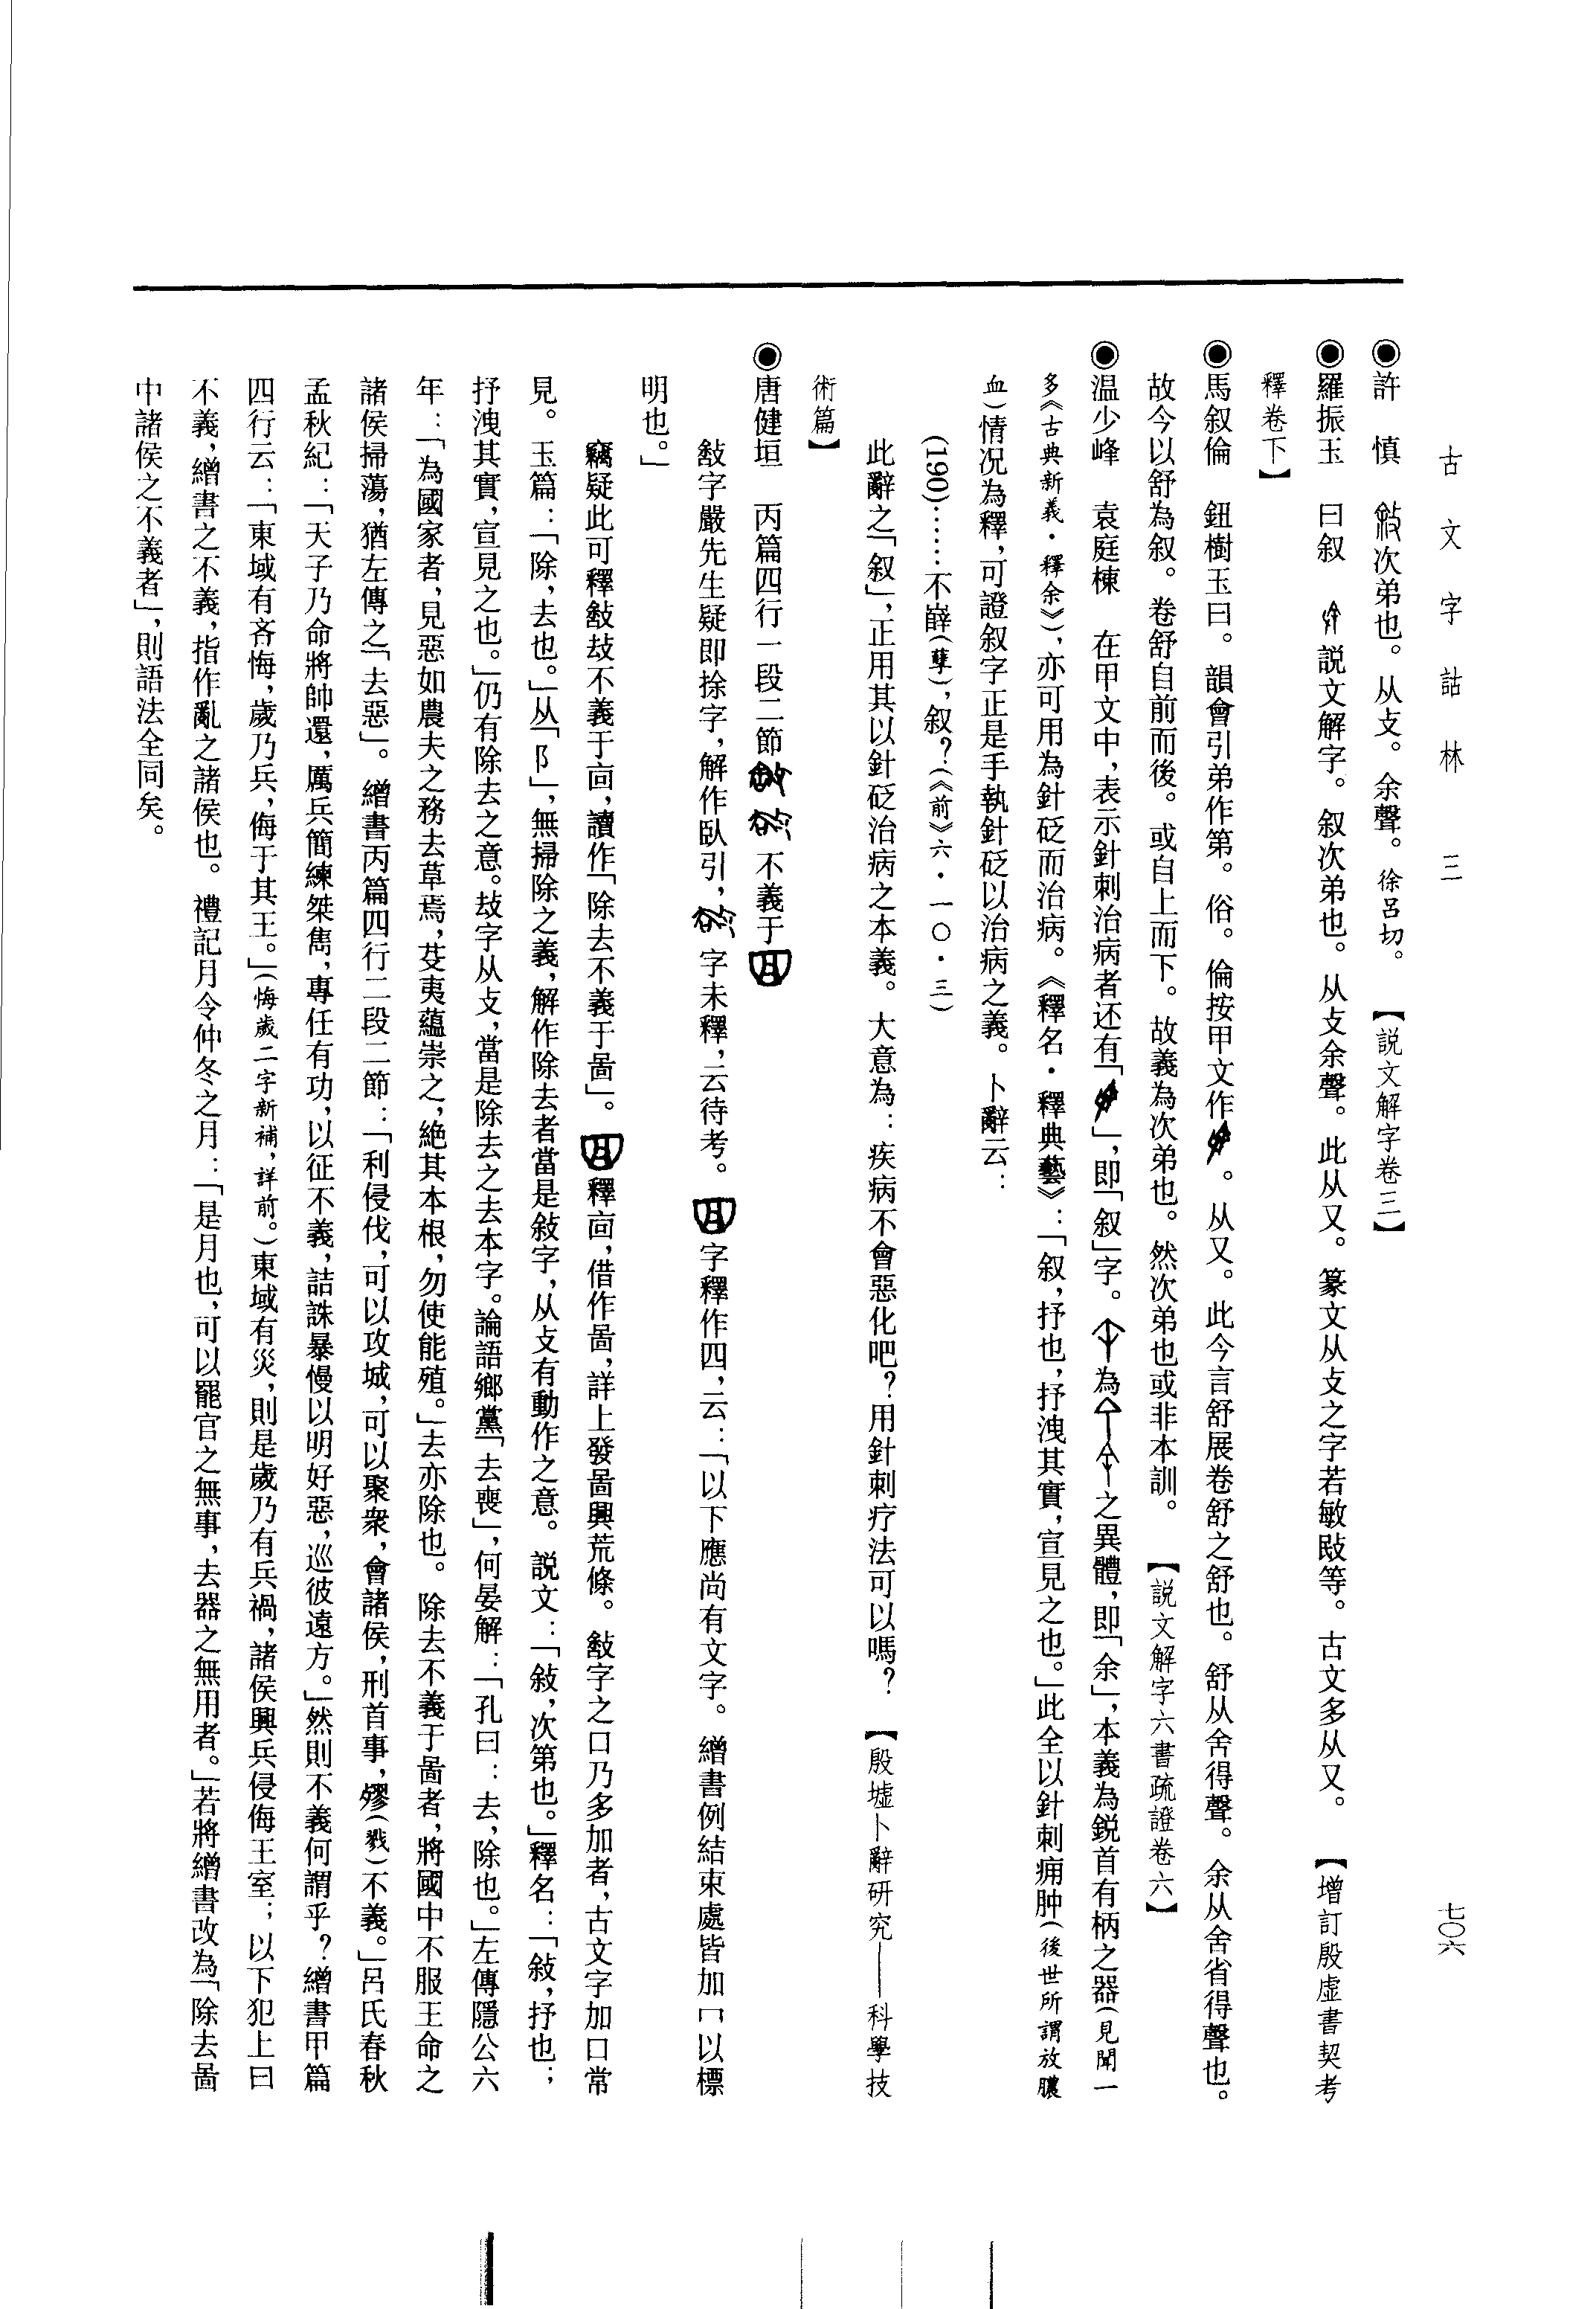 古文字詁林　三
七〇六
◉許　慎　敍次弟也。从攴。余聲。徐呂切。【説文解字卷三】
◉羅振玉　曰叙　説文解字。叙次弟也。从攴余聲。此从又。篆文从攴之字若敏㪉等。古文多从又。【增訂殷虛書契考
釋卷下】
◉馬叙倫　鈕樹玉曰。韻會引弟作第。俗。倫按甲文作。从又。此今言舒展卷舒之舒也。舒从舍得聲。余从舍省得聲也。
故今以舒為叙。卷舒自前而後。或自上而下。故義為次弟也。然次弟也或非本訓。【説文解字六書疏證卷六】
◉温少峰　袁庭棟　在甲文中，表示針刺治病者还有「」，即「叙」字。為之異體，即「余」，本義為鋭首有柄之器（見聞一
多《古典新義·釋余》），亦可用為針砭而治病。《釋名·釋典藝》：「叙，抒也，抒洩其實，宣見之也。」此全以針刺痈肿（後世所謂放膿
血）情况為釋，可證叙字正是手執針砭以治病之義。卜辭云：
（190）……不嶭（孽），叙？（《前》六·一〇·三）
此辭之「叙」，正用其以針砭治病之本義。大意為：疾病不會惡化吧？用針刺疗法可以嗎？【殷墟卜辭研究——科學技
術篇】
◉唐健垣　丙篇四行一段二節　不義于
敍字嚴先生疑即捈字，解作臥引，字未釋，云待考。字釋作四，云：「以下應尚有文字。繒書例結束處皆加囗以標
明也。」
竊疑此可釋敍㪇不義于亩，讀作「除去不義于啚」。釋亩，借作啚，詳上發啚興荒條。敍字之口乃多加者，古文字加口常
見。玉篇：「除，去也。」从「阝」，無掃除之義，解作除去者當是敍字，从攴有動作之意。説文：「敍，次第也。」釋名：「敍，抒也；
抒洩其實，宣見之也。」仍有除去之意。㪇字从攴，當是除去之去本字。論語鄉黨「去喪」，何晏解：「孔曰：去，除也。」左傳隱公六
年：「為國家者，見惡如農夫之務去草焉，芟夷蘊崇之，絶其本根，勿使能殖。」去亦除也。除去不義于啚者，將國中不服王命之
諸侯掃蕩，猶左傳之「去惡」。繒書丙篇四行二段二節：「利侵伐，可以攻城，可以聚衆，會諸侯，刑首事，㺒（戮）不義。」呂氏春秋
孟秋紀：「天子乃命將帥還，厲兵簡練桀雋，專任有功，以征不義，詰誅暴慢以明好惡，巡彼遠方。」然則不義何謂乎？繒書甲篇
四行云：「東域有吝悔，歲乃兵，侮于其王。」（悔歲二字新補，詳前。）東域有災，則是歲乃有兵禍，諸侯興兵侵侮王室；以下犯上曰
不義，繒書之不義，指作亂之諸侯也。禮記月令仲冬之月：「是月也，可以罷官之無事，去器之無用者。」若將繒書改為「除去啚
中諸侯之不義者」，則語法全同矣。